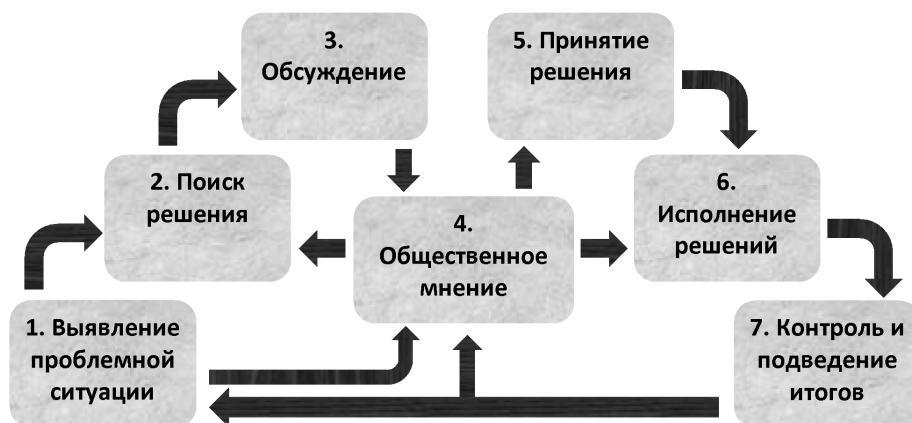 3.
Обсуждение
5. Принятие
решения
2. Поиск
решения
4.
Общественное
мнение
6.
Исполнение
решений
1. Выявление
проблемной
ситуации
7. Контроль и
подведение
итогов